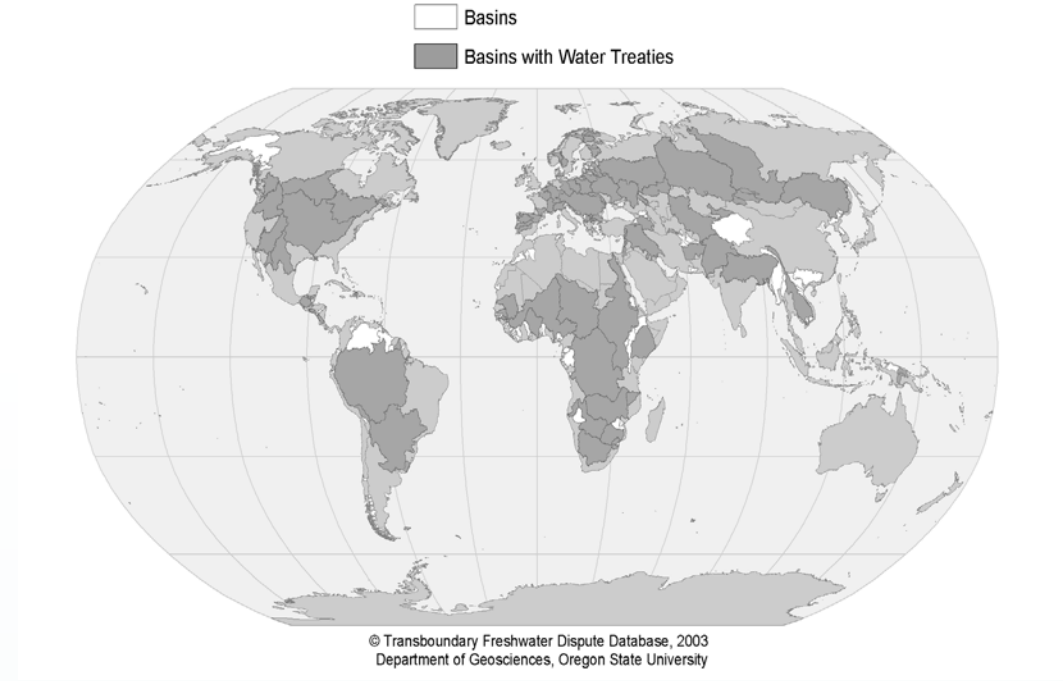 Basins
Basins with Water Treaties
© Transboundary Freshwater Dispute Database, 2003
Department of Geosciences, Oregon State University